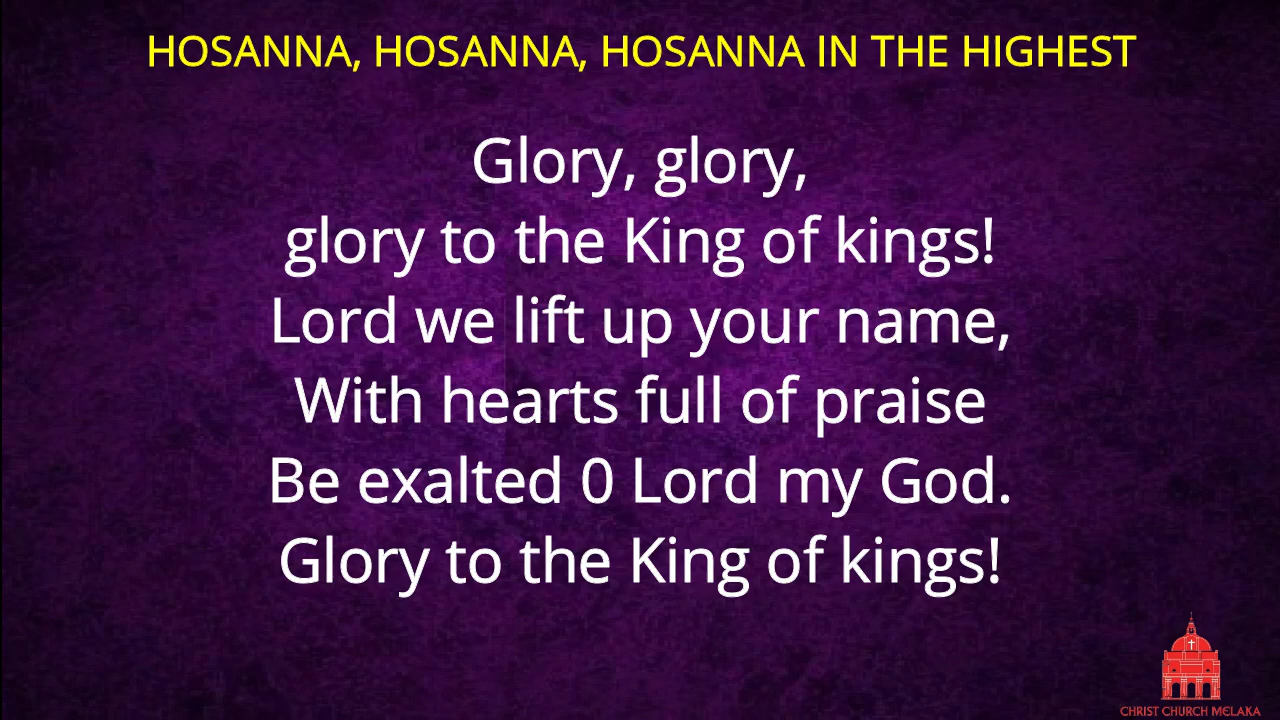 HOSANNA, HOSANNA, HOSANNA IN THE HIGHEST
Glory, glory,
glory to the King of kings!
Lord we lift up your name,
With hearts full of praise
Be exalted 0 Lord my God.
Glory to the King of kings!
CHRIST CHURCH MELAKA